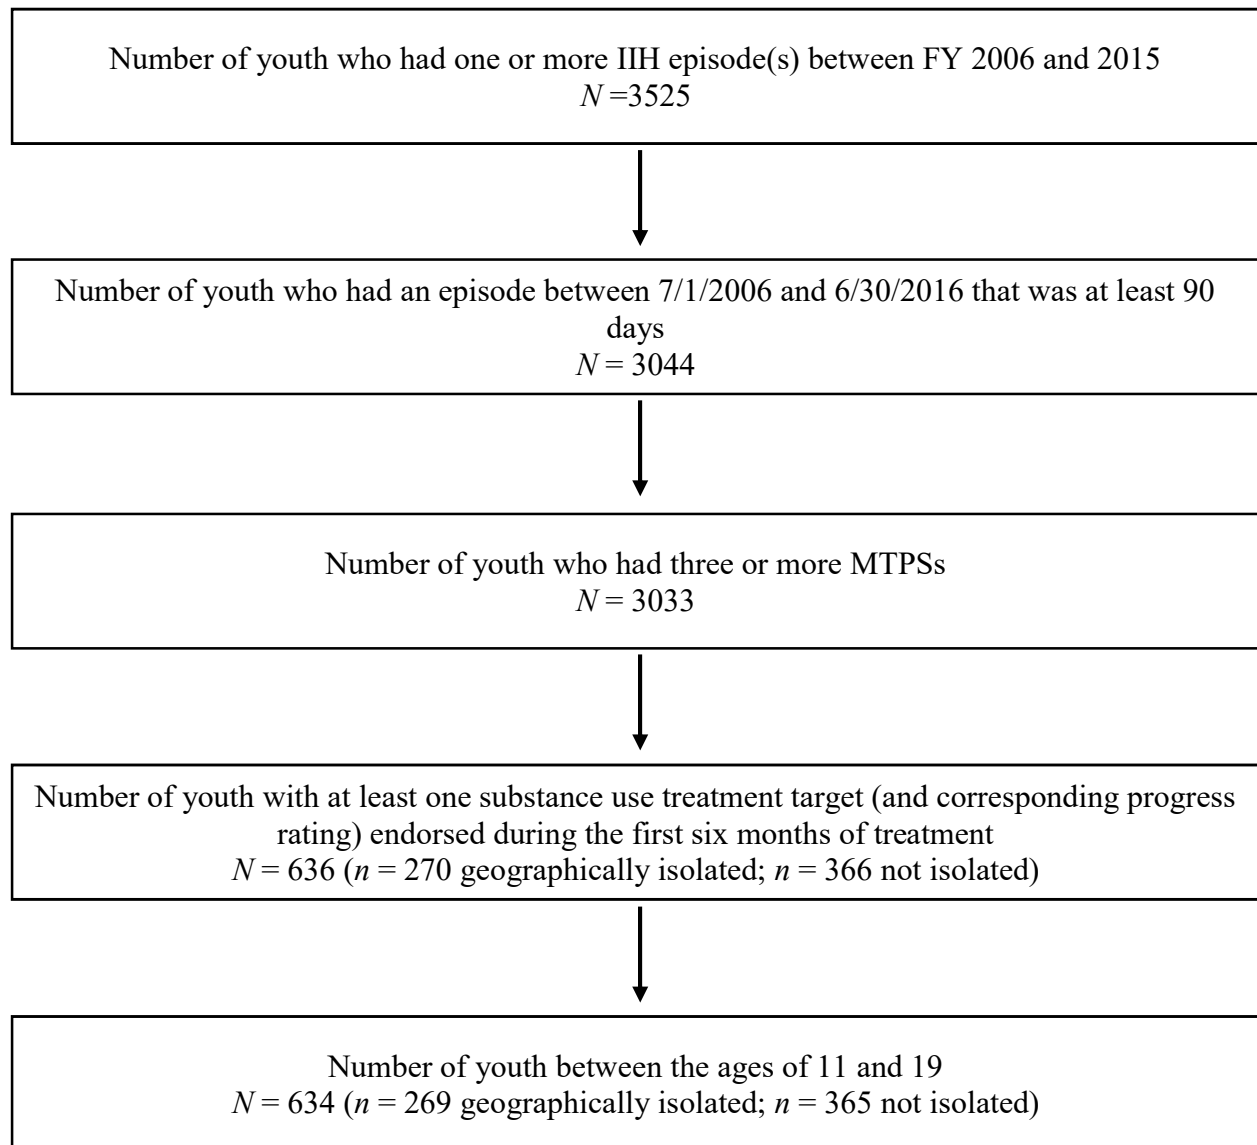 Number of youth who had one or more IIH episode(s) between FY 2006 and 2015
N =3525
Number of youth who had an episode between 7/1/2006 and 6/30/2016 that was at least 90
days
N = 3044
Number of youth who had three or more MTPSs
N = 3033
Number of youth with at least one substance use treatment target (and corresponding progress
rating) endorsed during the first six months of treatment
N = 636 (n = 270 geographically isolated; n = 366 not isolated)
Number of youth between the ages of 11 and 19
N = 634 (n = 269 geographically isolated; n = 365 not isolated)